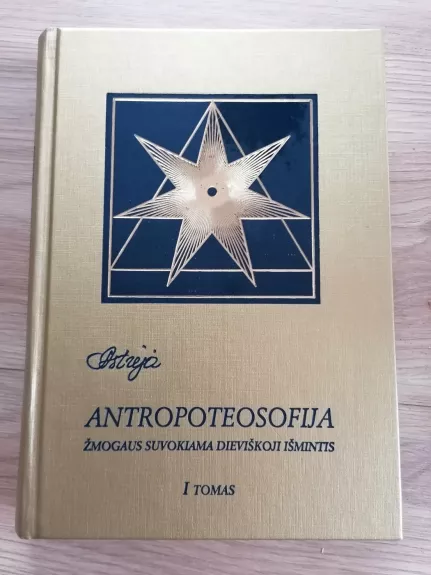 Astrėja
ANTROPOTEOSOFIJA
ŽMOGAUS SUVOKIAMA DIEVIŠKOJI IŠMINTIS
I TOMAS